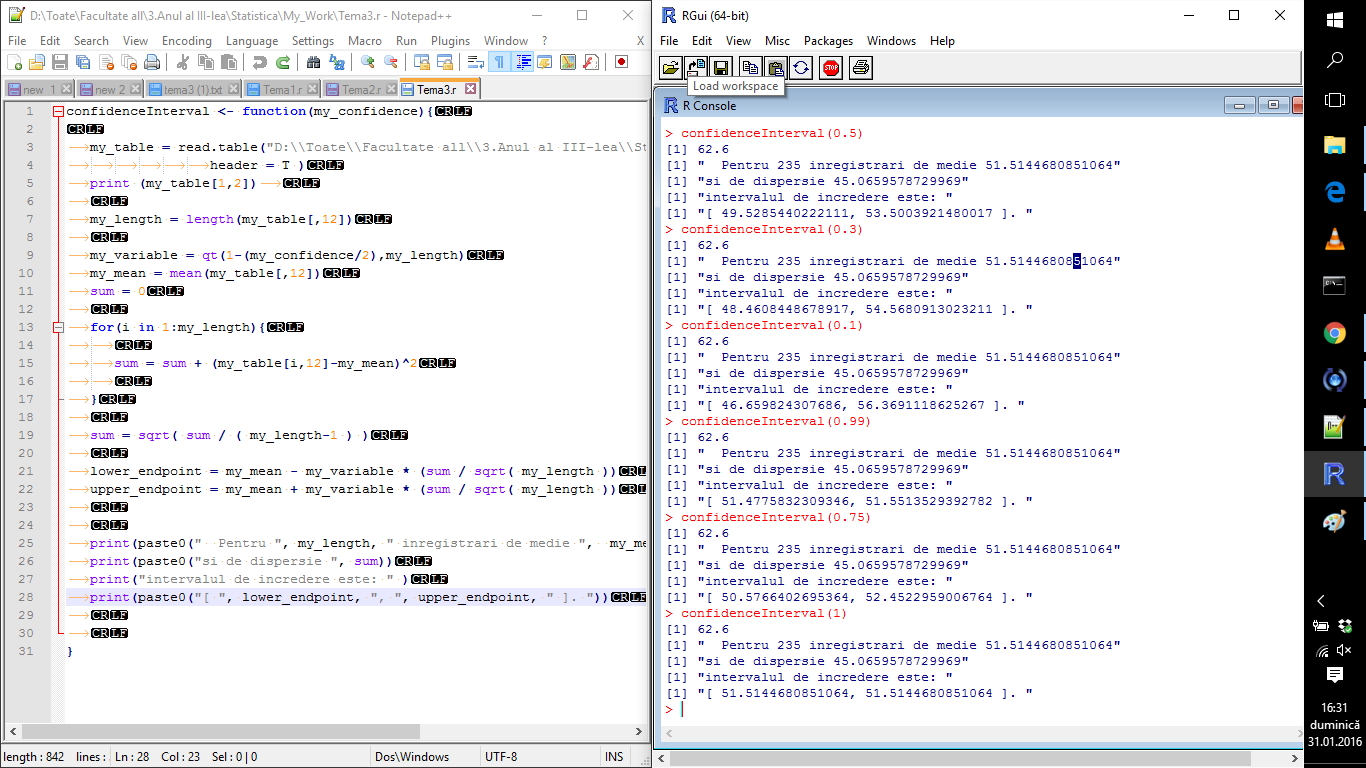 D:\Toate\Facultate all\3.Anul al III-lea\Statistica\My_Work\Tema3.r - Notepad++
File Edit Search View Encoding Language Settings Macro Run Plugins Window ? X
new 1 new 2 tema3 (1).txt Tema1.r Tema2.r Tema3.r
1 confidenceInterval <- function(my_confidence){CRLF
2 CRLF
3 my_table = read.table("D:\\Toate\\Facultate all\\3.Anul al III-lea\\St
4 header = T )CRLF
5 print (my_table[1,2]) CRLF
6 CRLF
7 my_length = length(my_table[,12])CRLF
8 CRLF
9 my_variable = qt(1-(my_confidence/2),my_length)CRLF
10 my_mean = mean(my_table[,12])CRLF
11 sum = 0CRLF
12 CRLF
13 for(i in 1:my_length){CRLF
14 CRLF
15 sum = sum + (my_table[i,12]-my_mean)^2CRLF
16 CRLF
17 }CRLF
18 CRLF
19 sum = sqrt( sum / ( my_length-1 ) )CRLF
20 CRLF
21 lower_endpoint = my_mean - my_variable * (sum / sqrt( my_length ))CRL
22 upper_endpoint = my_mean + my_variable * (sum / sqrt( my_length ))CRL
23 CRLF
24 CRLF
25 print(paste0("  Pentru ", my_length, " inregistrari de medie ",  my_me
26 print(paste0("si de dispersie ", sum))CRLF
27 print("intervalul de incredere este: " )CRLF
28 print(paste0("[ ", lower_endpoint, ", ", upper_endpoint, " ]. "))CRLF
29 CRLF
30 CRLF
31 }
length : 842 lines : Ln : 28 Col : 23 Sel : 0 | 0 Dos\Windows UTF-8 INS
RGui (64-bit)
File Edit View Misc Packages Windows Help
STOP
Load workspace
R Console
> confidenceInterval(0.5)
[1] 62.6
[1] "  Pentru 235 inregistrari de medie 51.5144680851064"
[1] "si de dispersie 45.0659578729969"
[1] "intervalul de incredere este: "
[1] "[ 49.5285440222111, 53.5003921480017 ]. "
> confidenceInterval(0.3)
[1] 62.6
[1] "  Pentru 235 inregistrari de medie 51.5144680851064"
[1] "si de dispersie 45.0659578729969"
[1] "intervalul de incredere este: "
[1] "[ 48.4608448678917, 54.5680913023211 ]. "
> confidenceInterval(0.1)
[1] 62.6
[1] "  Pentru 235 inregistrari de medie 51.5144680851064"
[1] "si de dispersie 45.0659578729969"
[1] "intervalul de incredere este: "
[1] "[ 46.659824307686, 56.3691118625267 ]. "
> confidenceInterval(0.99)
[1] 62.6
[1] "  Pentru 235 inregistrari de medie 51.5144680851064"
[1] "si de dispersie 45.0659578729969"
[1] "intervalul de incredere este: "
[1] "[ 51.4775832309346, 51.5513529392782 ]. "
> confidenceInterval(0.75)
[1] 62.6
[1] "  Pentru 235 inregistrari de medie 51.5144680851064"
[1] "si de dispersie 45.0659578729969"
[1] "intervalul de incredere este: "
[1] "[ 50.5766402695364, 52.4522959006764 ]. "
> confidenceInterval(1)
[1] 62.6
[1] "  Pentru 235 inregistrari de medie 51.5144680851064"
[1] "si de dispersie 45.0659578729969"
[1] "intervalul de incredere este: "
[1] "[ 51.5144680851064, 51.5144680851064 ]. "
>
16:31
duminică
31.01.2016